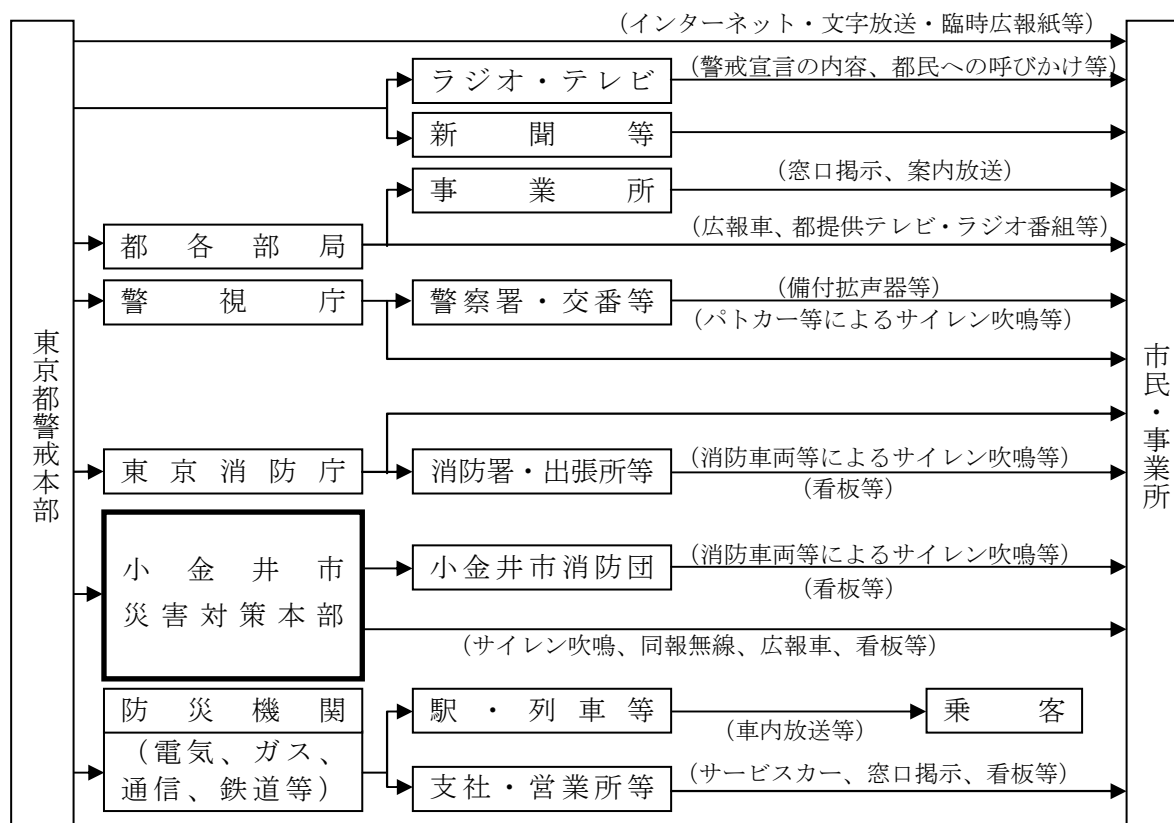 （インターネット・文字放送・臨時広報紙等）
ラジオ・テレビ
（警戒宣言の内容、都民への呼びかけ等）
新聞等
事業所
（窓口掲示、案内放送）
都各部局
（広報車、都提供テレビ・ラジオ番組等）
警視庁
警察署・交番等
（備付拡声器等）
（パトカー等によるサイレン吹鳴等）
東京都警戒本部
市民・事業所
東京消防庁
消防署・出張所等
（消防車両等によるサイレン吹鳴等）
（看板等）
小金井市
災害対策本部
小金井市消防団
（消防車両等によるサイレン吹鳴等）
（看板等）
（サイレン吹鳴、同報無線、広報車、看板等）
防災機関
（電気、ガス、
通信、鉄道等）
駅・列車等
（車内放送等）
乗客
支社・営業所等
（サービスカー、窓口掲示、看板等）